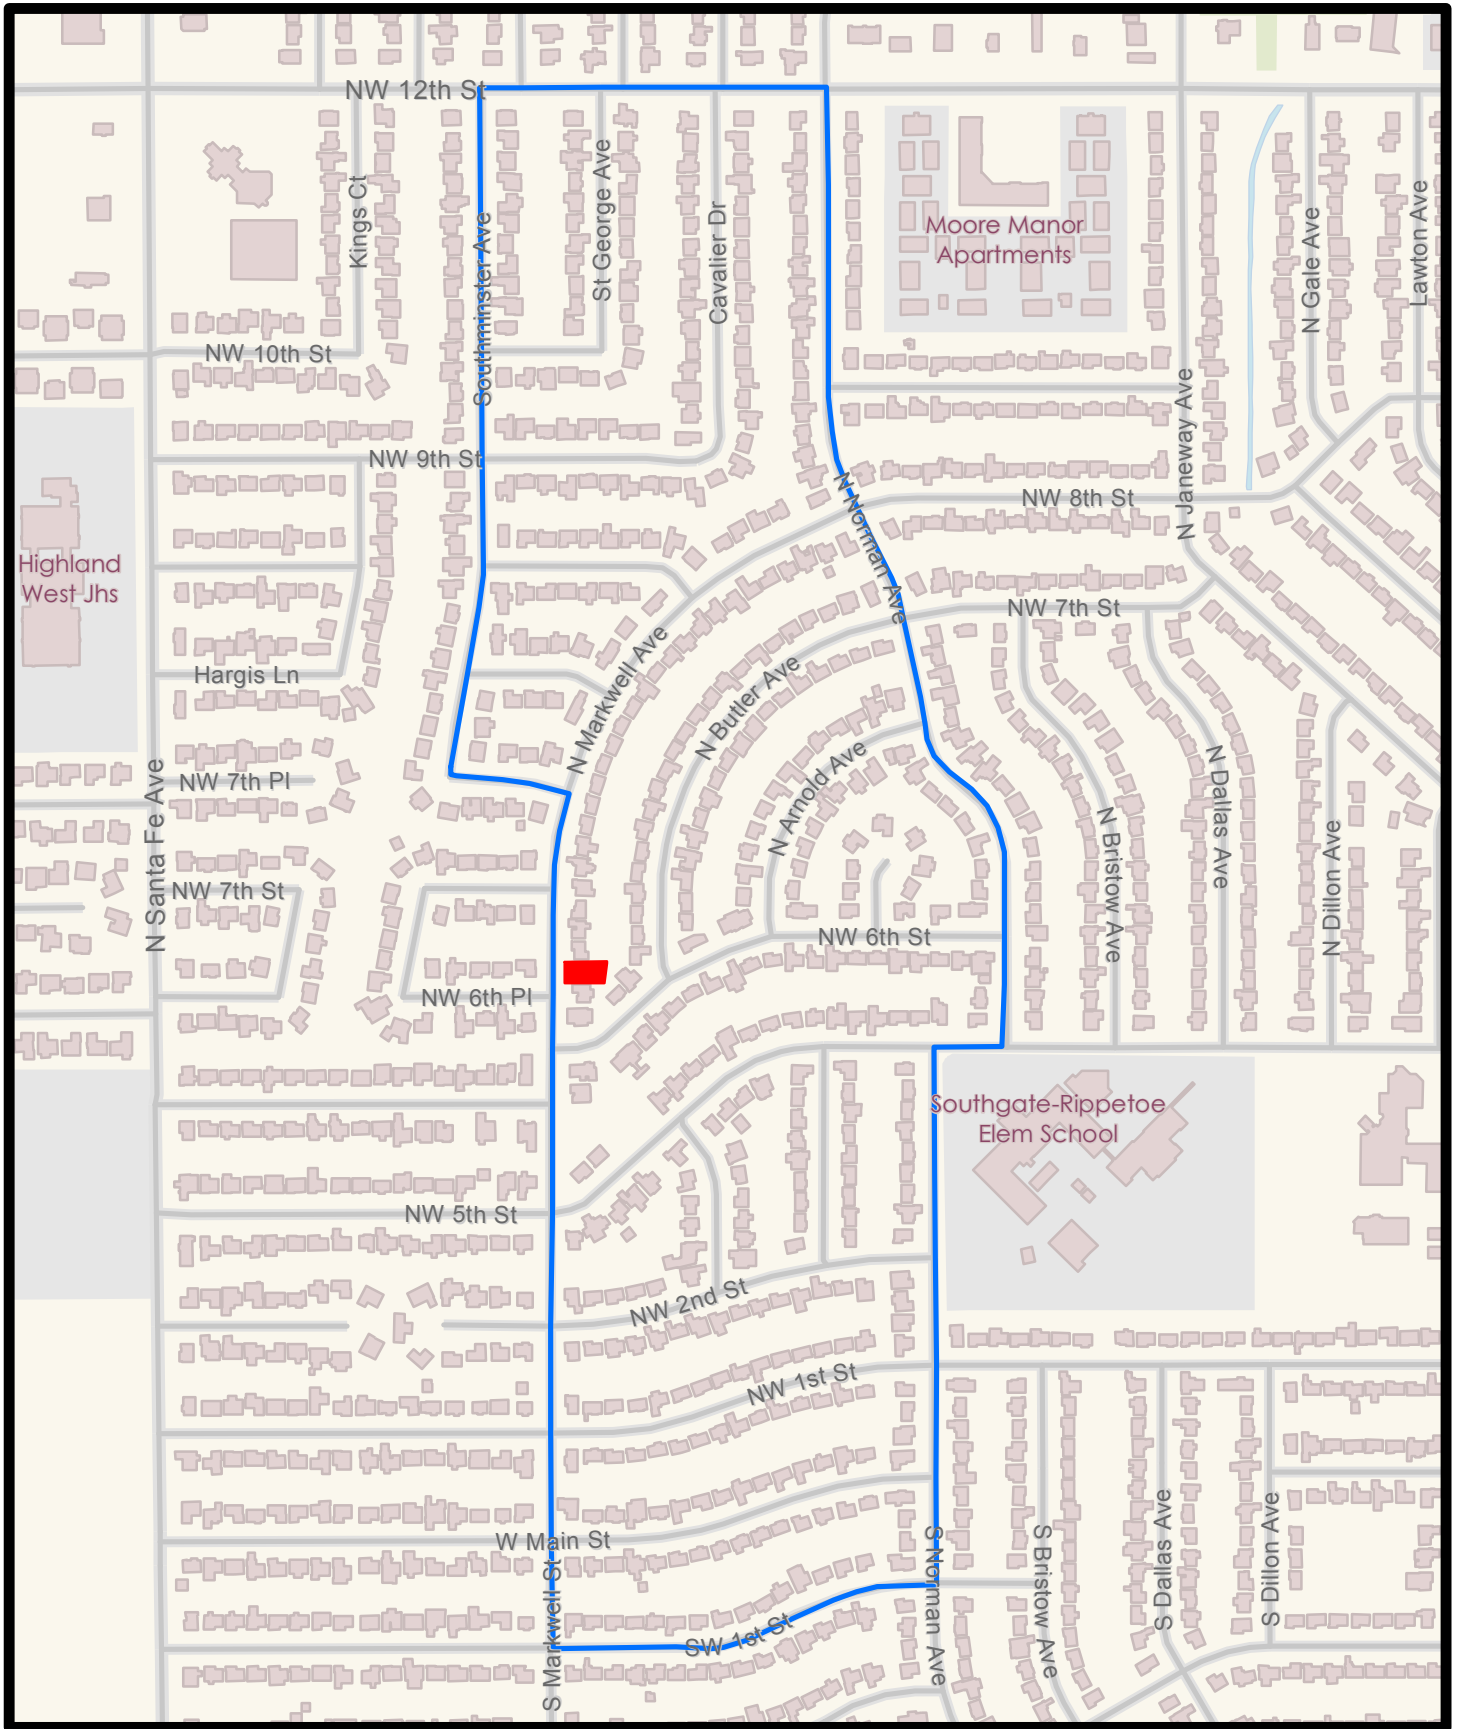 NW 12th St
St George Ave
Kings Ct
Cavalier Dr
Southminster Ave
Moore Manor
Apartments
N Gale Ave
Lawton Ave
NW 10th St
N Janeway Ave
NW 9th St
N Norman Ave
NW 8th St
Highland
West Jhs
NW 7th St
Hargis Ln
N Markwell Ave
N Butler Ave
N Arnold Ave
NW 7th Pl
N Santa Fe Ave
N Dallas Ave
N Bristow Ave
N Dillon Ave
NW 7th St
NW 6th St
NW 6th Pl
Southgate-Rippetoe
Elem School
NW 5th St
NW 2nd St
NW 1st St
W Main St
S Markwell St
SW 1st St
S Norman Ave
S Bristow Ave
S Dallas Ave
S Dillon Ave